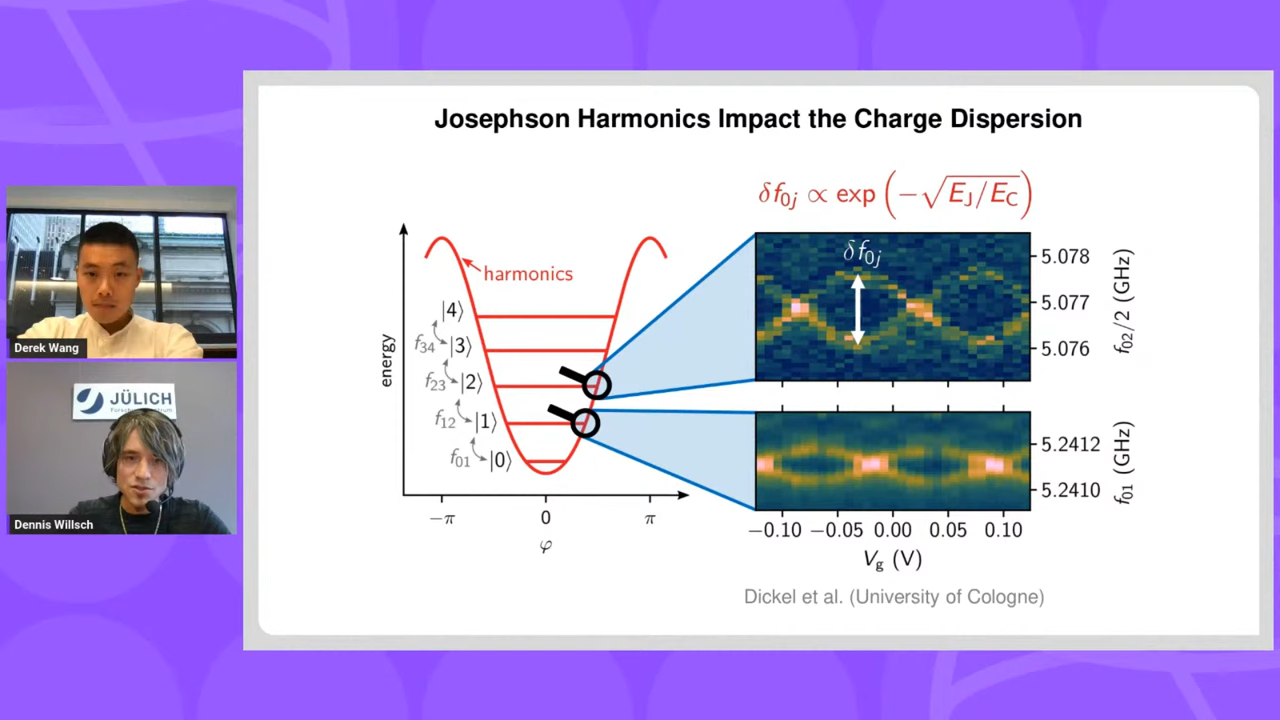 Josephson Harmonics Impact the Charge Dispersion
δf₀ⱼ ∝ exp (−√E_J/E_C)
harmonics
energy
|4⟩
f₃₄ |3⟩
f₂₃ |2⟩
f₁₂ |1⟩
f₀₁ |0⟩
−π 0 π
φ
δf₀ⱼ
5.078
5.077
5.076
f₀₂/2 (GHz)
5.2412
5.2410
f₀₁ (GHz)
−0.10 −0.05 0.00 0.05 0.10
V_g (V)
Dickel et al. (University of Cologne)
Derek Wang
JÜLICH
Dennis Willsch